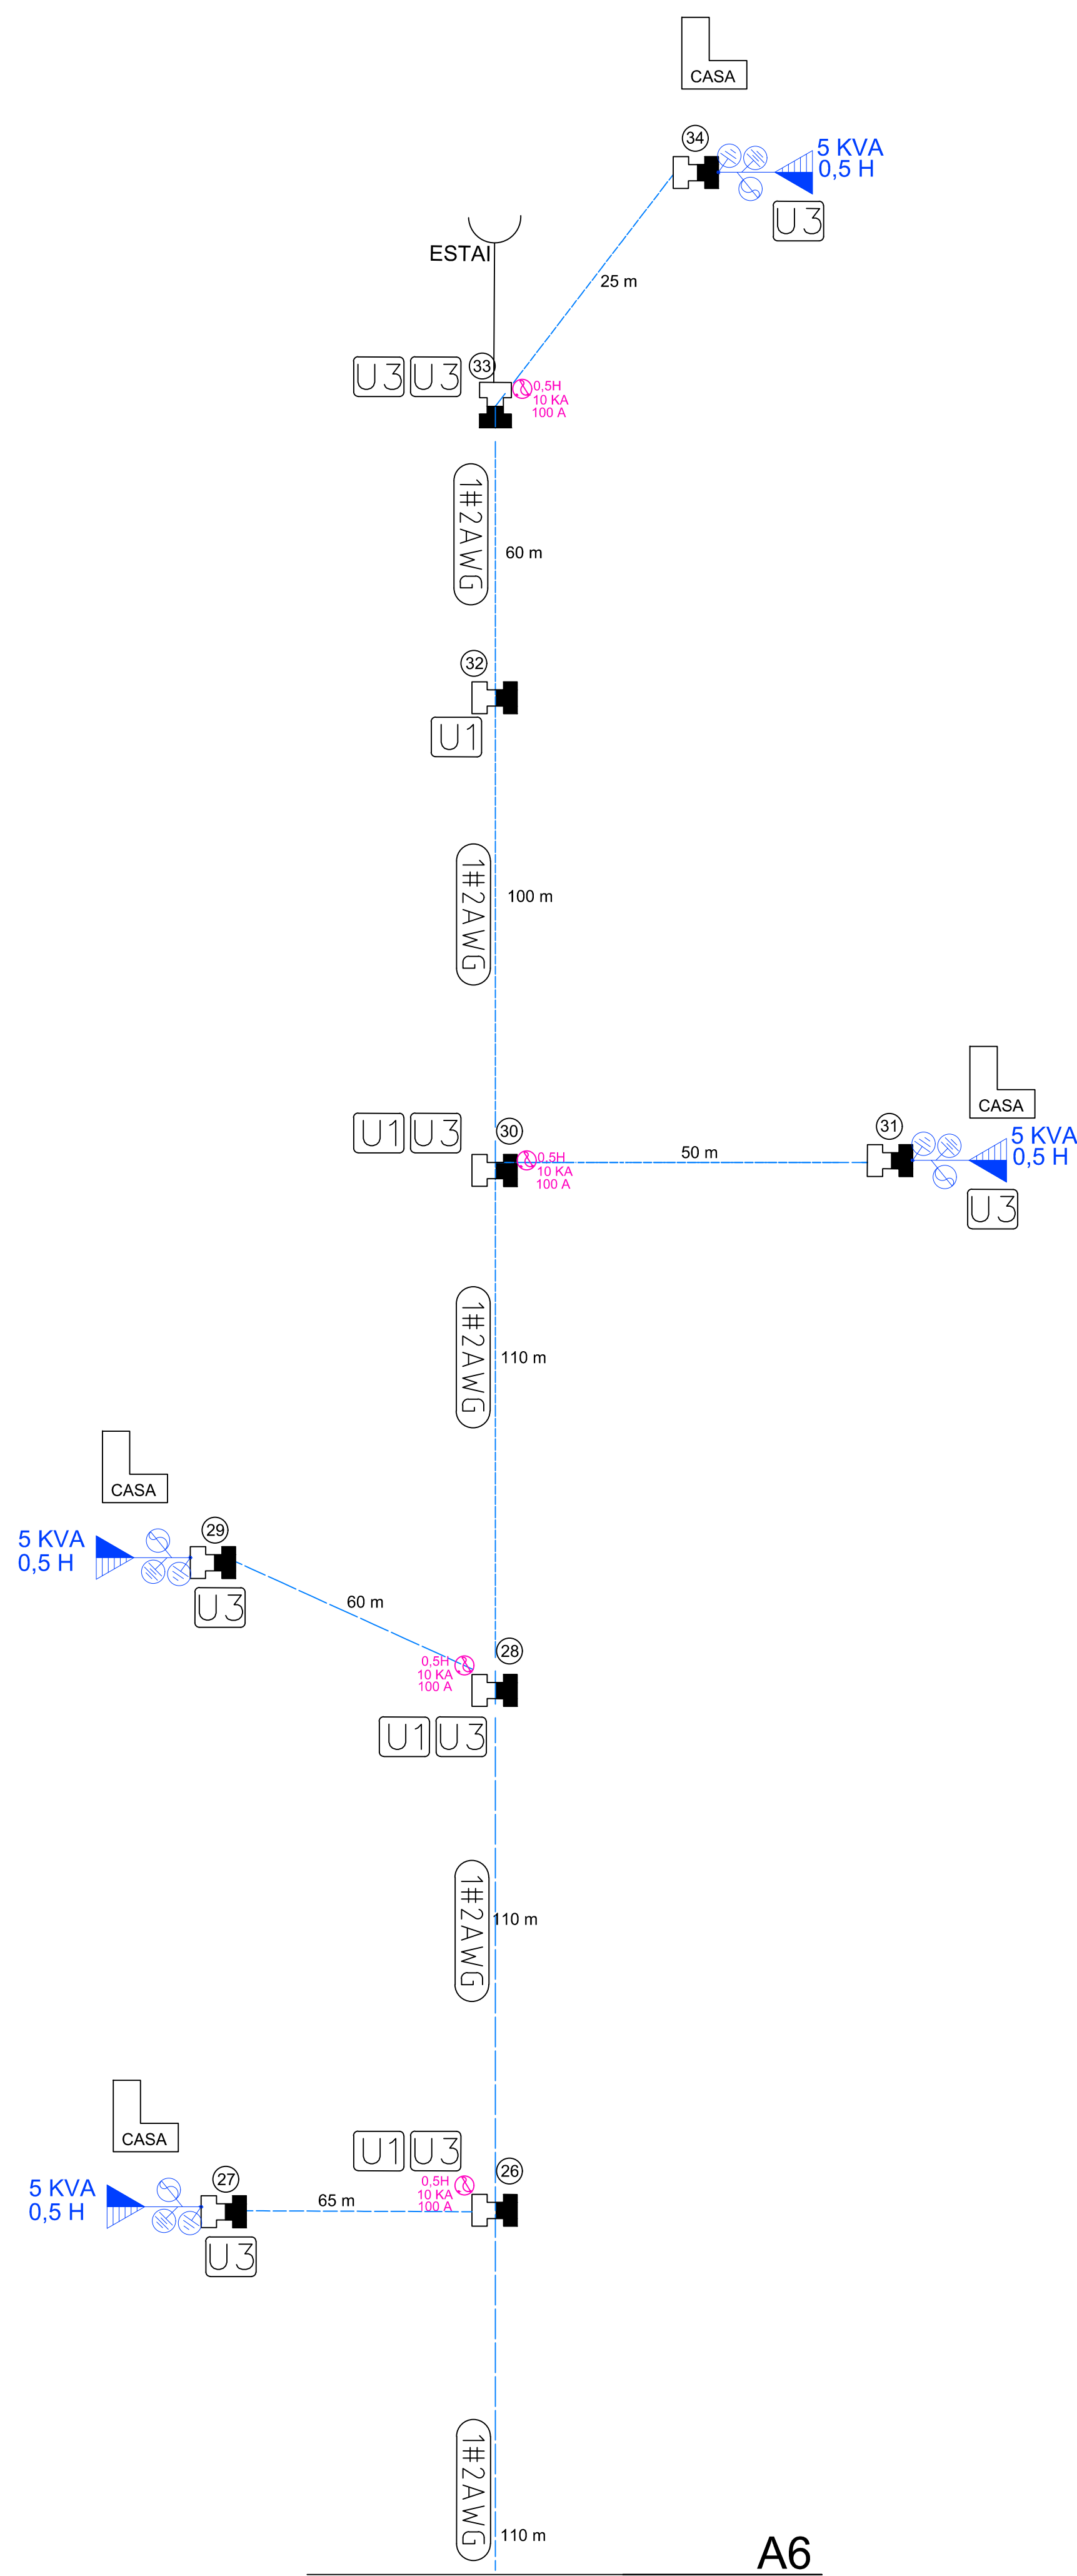 CASA
34
5 KVA
0,5 H
U3
ESTAI
25 m
U3 U3
33
0,5H
10 KA
100 A
1#2AWG
60 m
32
U1
1#2AWG
100 m
CASA
U1 U3
30
0,5H
10 KA
100 A
50 m
31
5 KVA
0,5 H
U3
1#2AWG
110 m
CASA
29
5 KVA
0,5 H
U3
60 m
28
0,5H
10 KA
100 A
U1 U3
1#2AWG
110 m
CASA
U1 U3
26
0,5H
10 KA
100 A
27
5 KVA
0,5 H
65 m
U3
1#2AWG
110 m
A6